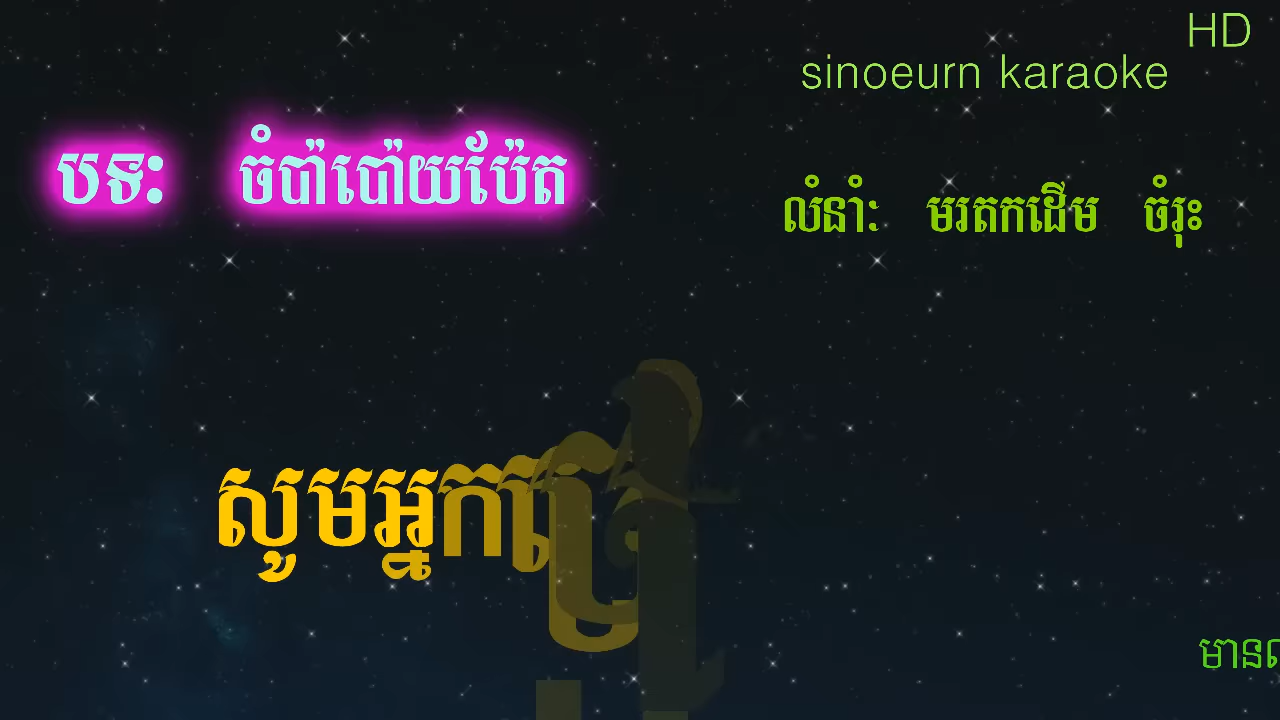 HD
sinoeurn karaoke
បទៈ ចំប៉ាប៉ោយប៉ែត
លំនាំៈ មរតកដើម ចំរុះ
សូមអ្នក